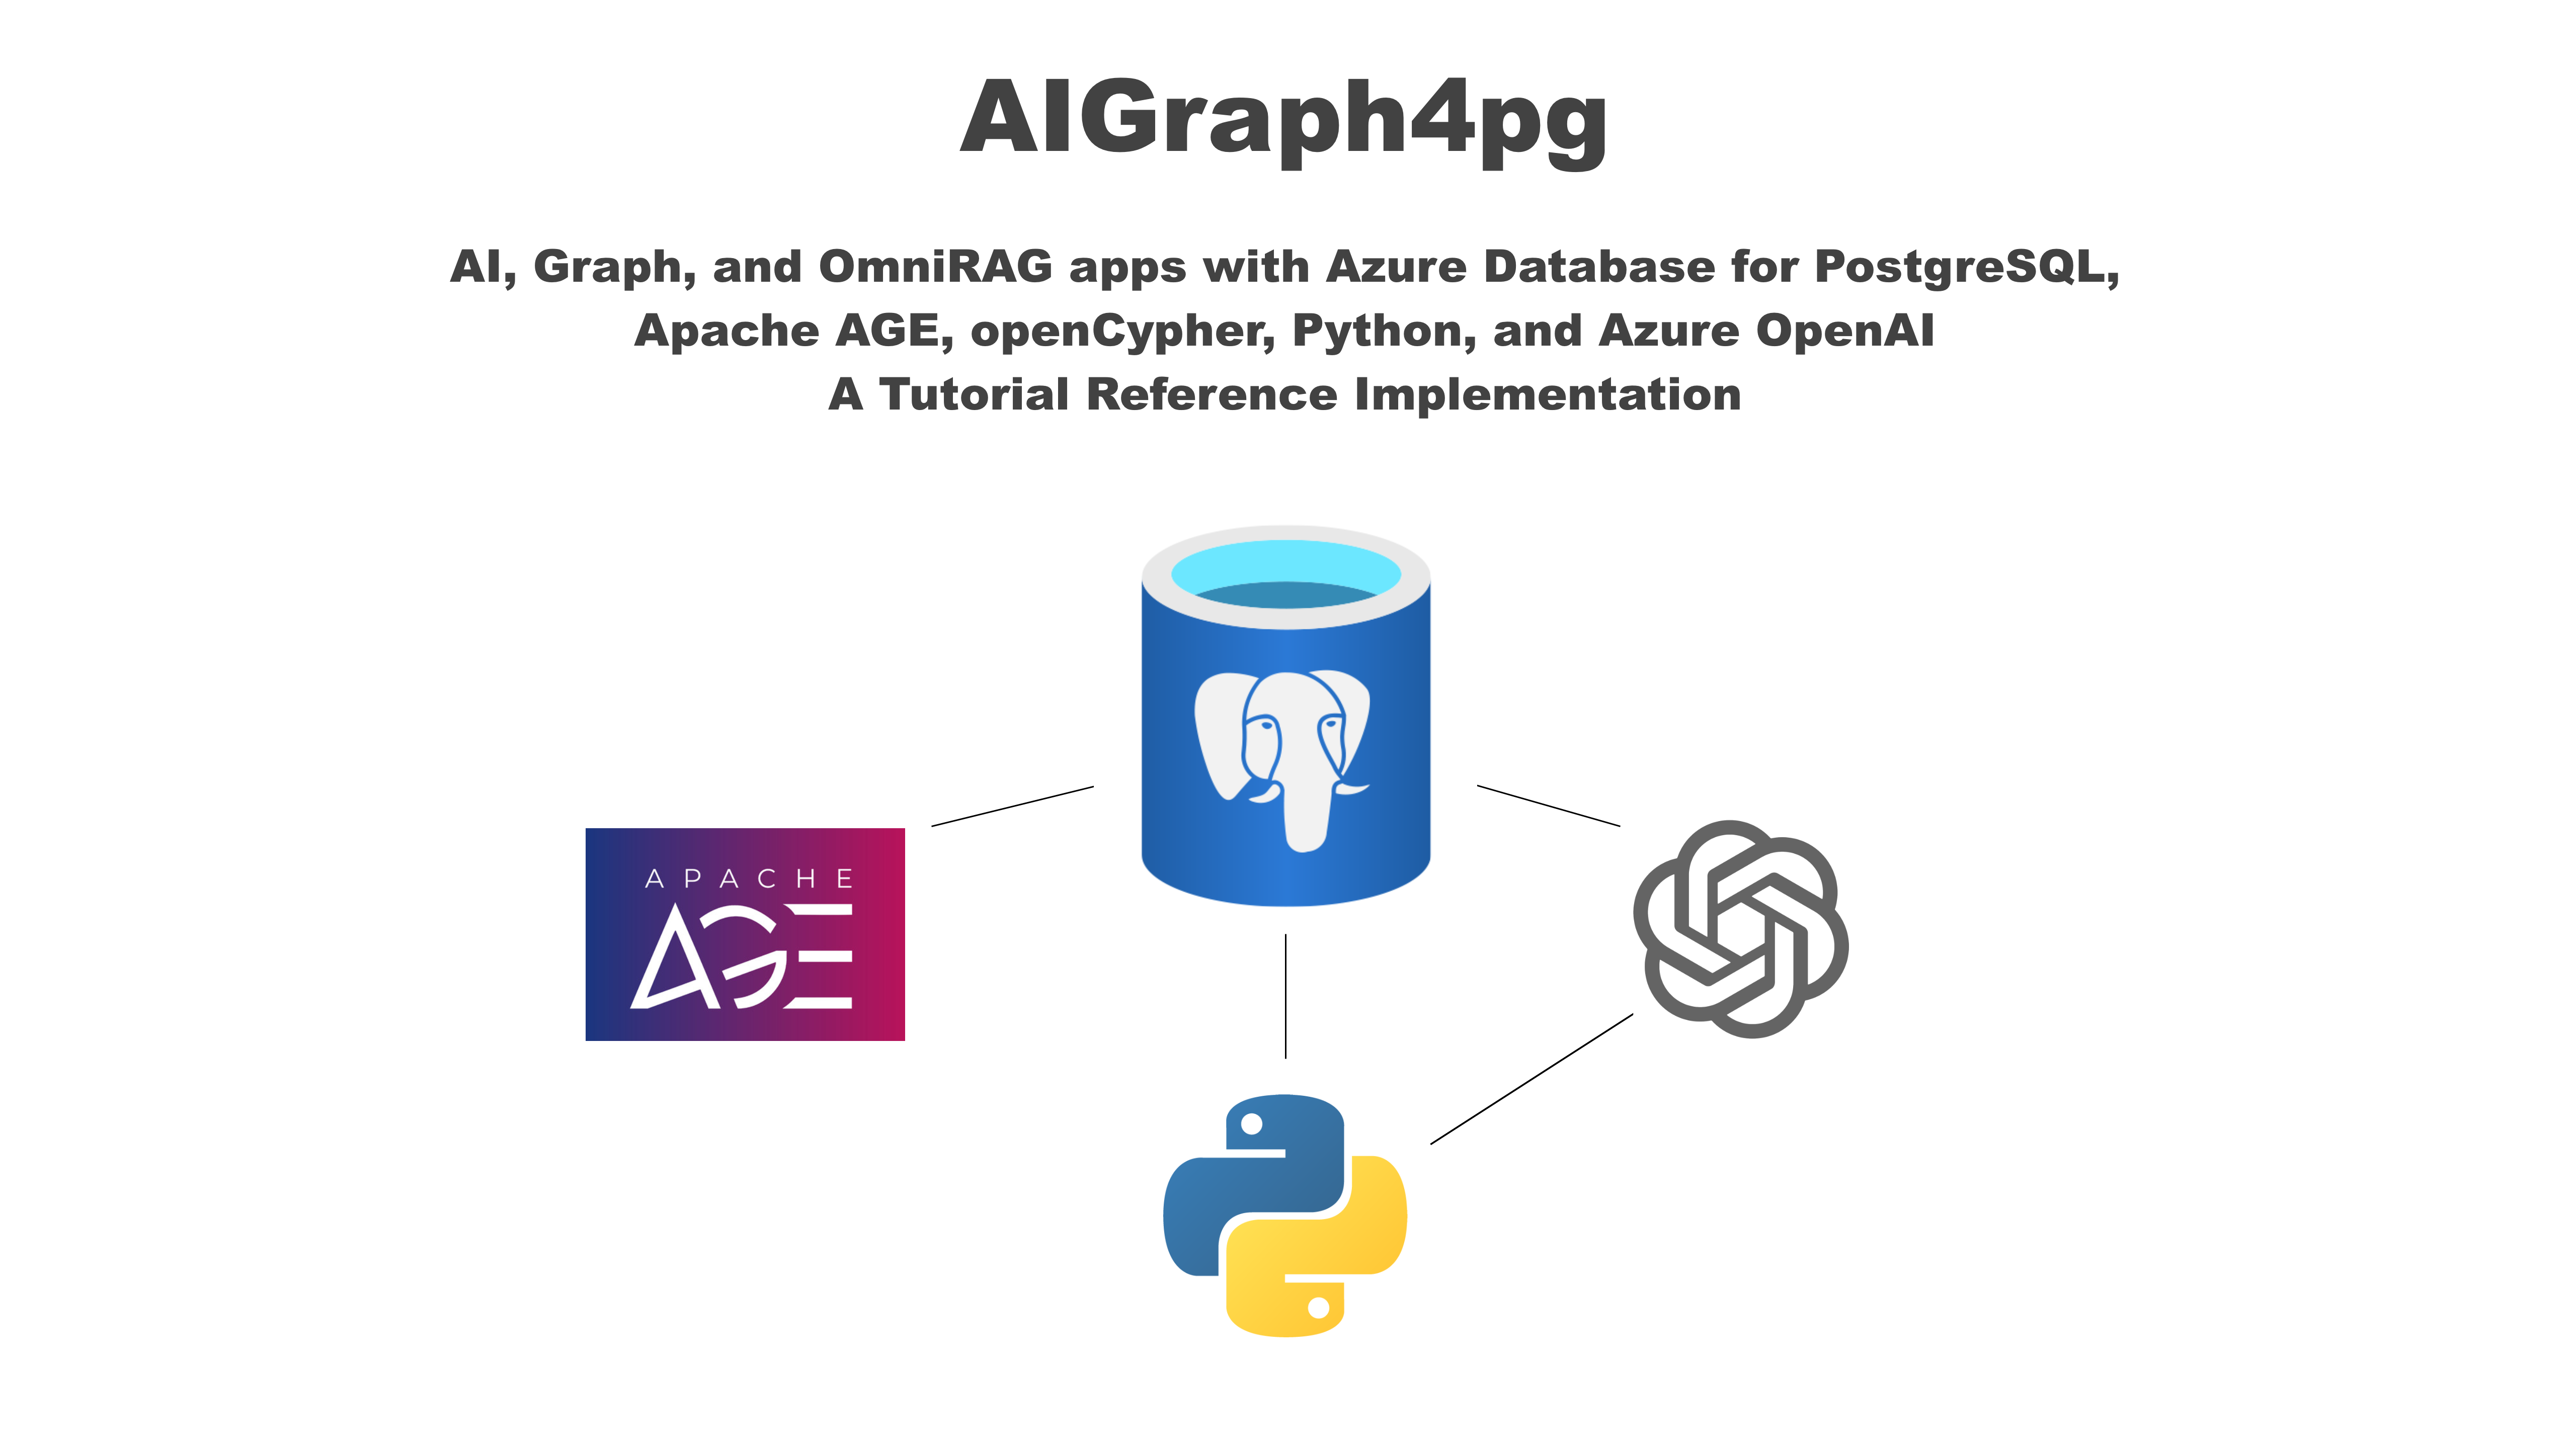 AIGraph4pg
AI, Graph, and OmniRAG apps with Azure Database for PostgreSQL,
Apache AGE, openCypher, Python, and Azure OpenAI
A Tutorial Reference Implementation
APACHE
AGE